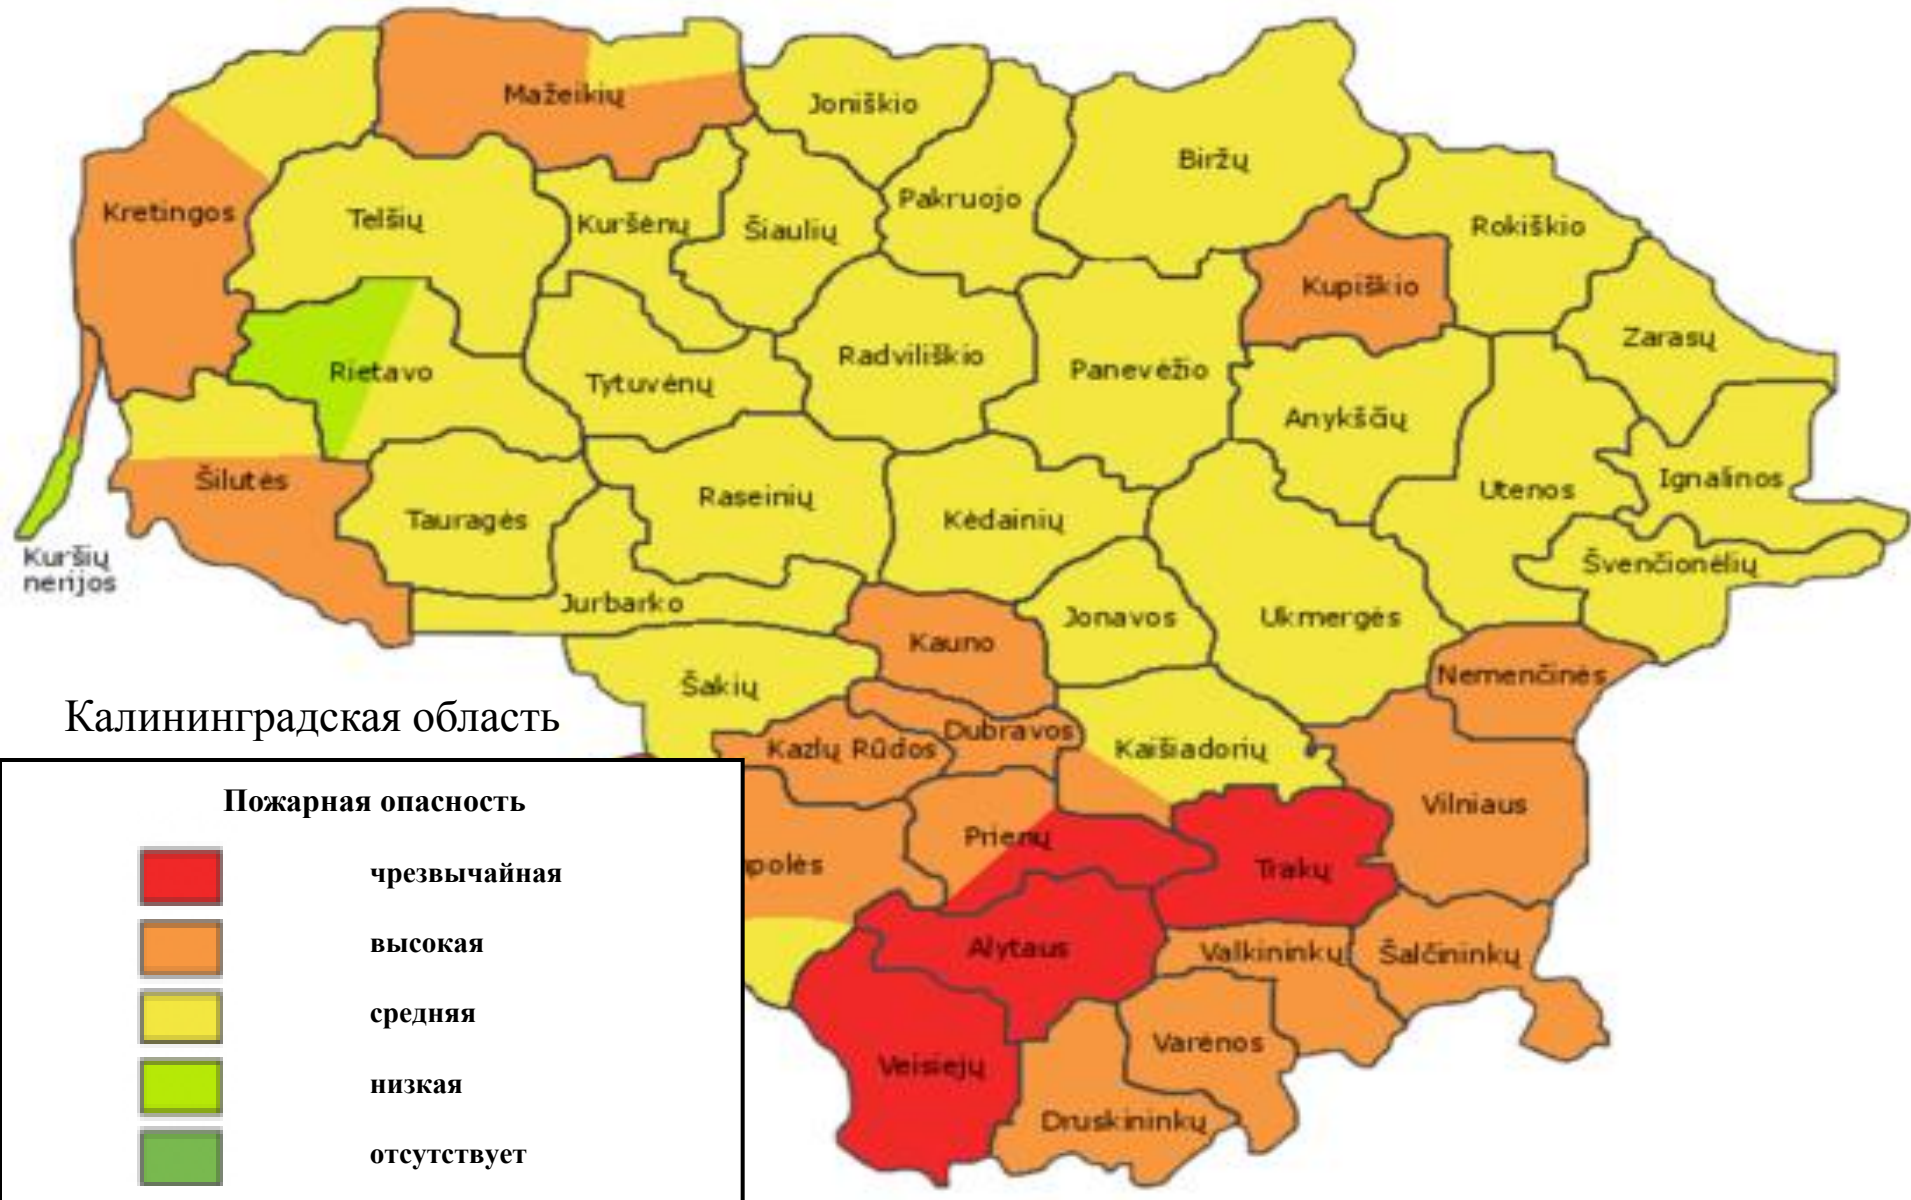 Mažeikių
Joniškio
Biržų
Kretingos
Telšių
Kuršėnų
Šiaulių
Pakruojo
Rokiškio
Kupiškio
Zarasų
Rietavo
Tytuvėnų
Radviliškio
Panevėžio
Anykščių
Šilutės
Tauragės
Raseinių
Kėdainių
Utenos
Ignalinos
Kuršių
nerijos
Švenčionėlių
Jurbarko
Kauno
Jonavos
Ukmergės
Nemenčinės
Šakių
Kazlų Rūdos
Dubravos
Kaišiadorių
Vilniaus
Prienų
Trakų
polės
Alytaus
Valkininkų
Šalčininkų
Veisiejų
Varėnos
Druskininkų
Калининградская область
Пожарная опасность
чрезвычайная
высокая
средняя
низкая
отсутствует